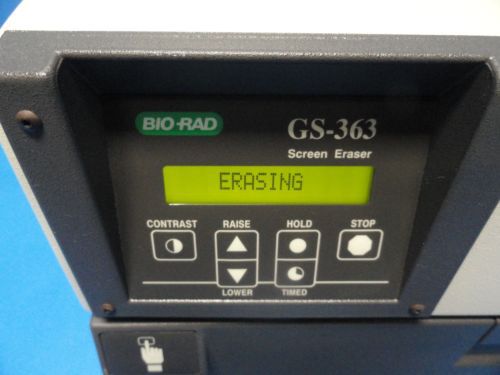 BIO-RAD
GS-363
Screen Eraser
ERASING
CONTRAST RAISE HOLD STOP
LOWER TIMED